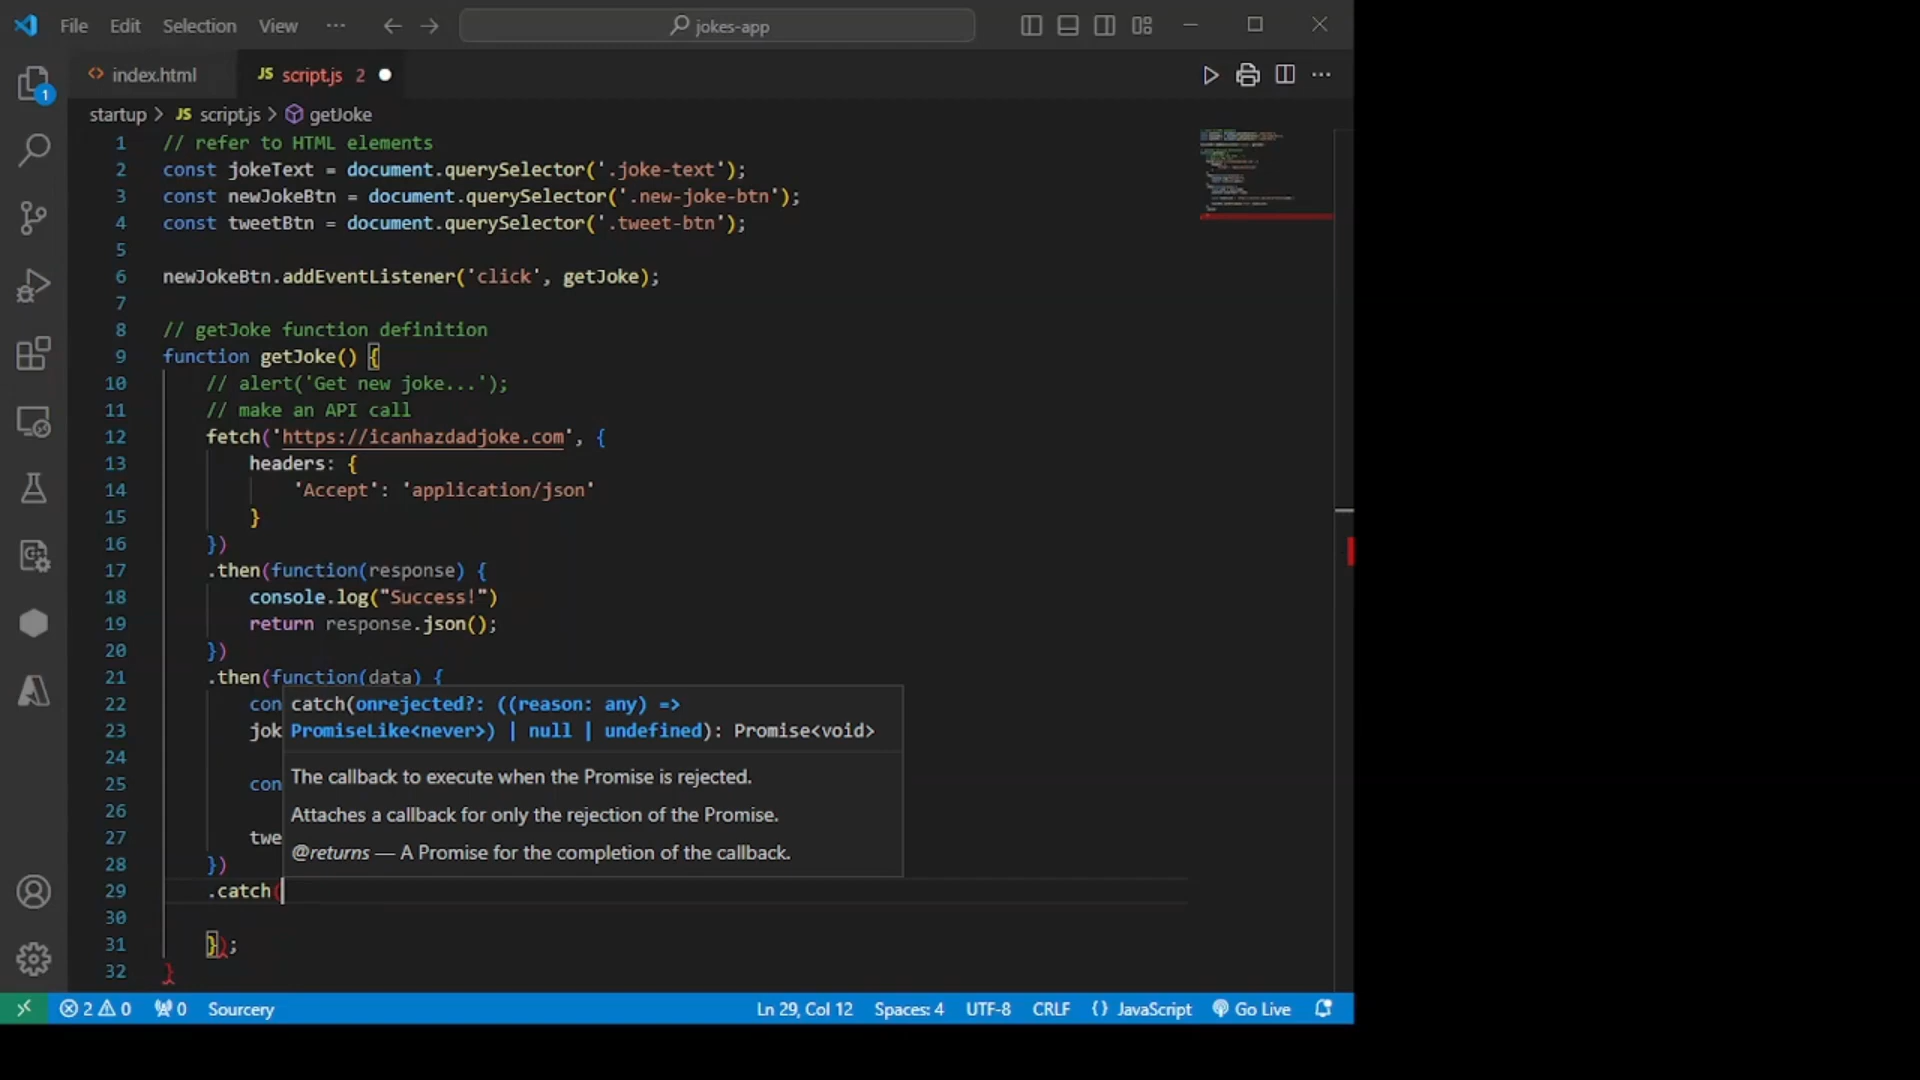 File Edit Selection View ··· jokes-app
index.html JS script.js 2
startup > JS script.js > getJoke
1 // refer to HTML elements
2 const jokeText = document.querySelector('.joke-text');
3 const newJokeBtn = document.querySelector('.new-joke-btn');
4 const tweetBtn = document.querySelector('.tweet-btn');
5
6 newJokeBtn.addEventListener('click', getJoke);
7
8 // getJoke function definition
9 function getJoke() {
10 // alert('Get new joke...');
11 // make an API call
12 fetch('https://icanhazdadjoke.com', {
13 headers: {
14 'Accept': 'application/json'
15 }
16 })
17 .then(function(response) {
18 console.log("Success!")
19 return response.json();
20 })
21 .then(function(data) {
22 con catch(onrejected?: ((reason: any) =>
23 jok PromiseLike<never>) | null | undefined): Promise<void>
24
The callback to execute when the Promise is rejected.
25 con
26 Attaches a callback for only the rejection of the Promise.
27 twe
@returns — A Promise for the completion of the callback.
28 })
29 .catch(
30
31 });
32 }
1
2 0 0 Sourcery Ln 29, Col 12 Spaces: 4 UTF-8 CRLF {} JavaScript Go Live